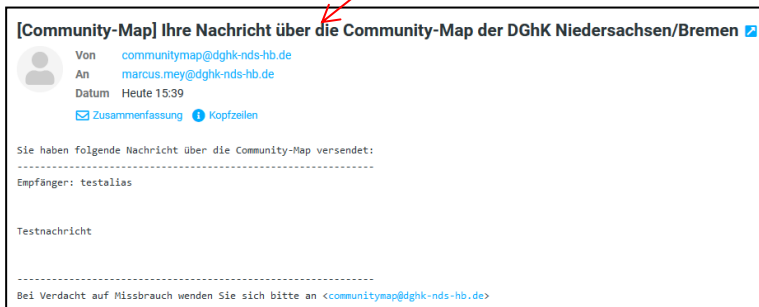 [Community-Map] Ihre Nachricht über die Community-Map der DGhK Niedersachsen/Bremen
Von communitymap@dghk-nds-hb.de
An marcus.mey@dghk-nds-hb.de
Datum Heute 15:39
Zusammenfassung Kopfzeilen
Sie haben folgende Nachricht über die Community-Map versendet:
----------------------------------------------------------------
Empfänger: testalias
Testnachricht
----------------------------------------------------------------
Bei Verdacht auf Missbrauch wenden Sie sich bitte an <communitymap@dghk-nds-hb.de>